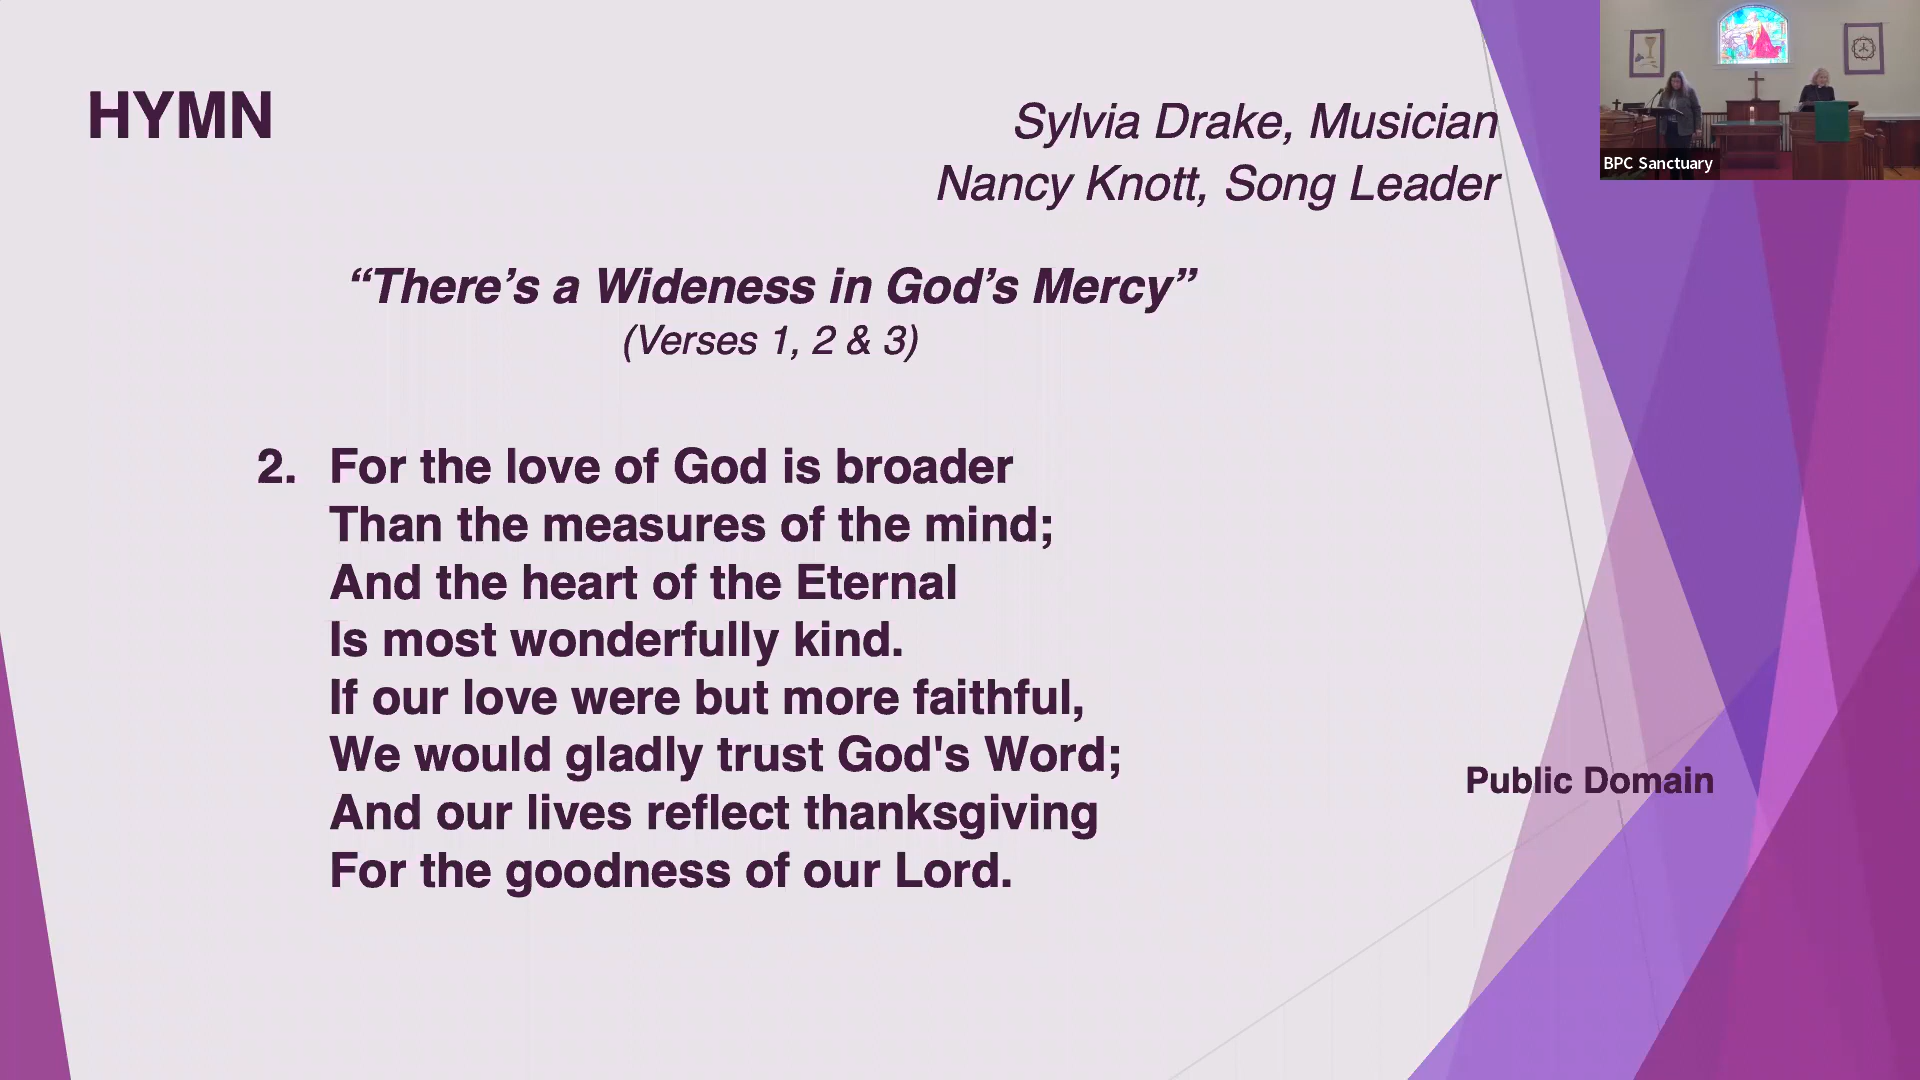 HYMN
Sylvia Drake, Musician
Nancy Knott, Song Leader
“There’s a Wideness in God’s Mercy”
(Verses 1, 2 & 3)
2. For the love of God is broader
Than the measures of the mind;
And the heart of the Eternal
Is most wonderfully kind.
If our love were but more faithful,
We would gladly trust God's Word;
And our lives reflect thanksgiving
For the goodness of our Lord.
Public Domain
BPC Sanctuary